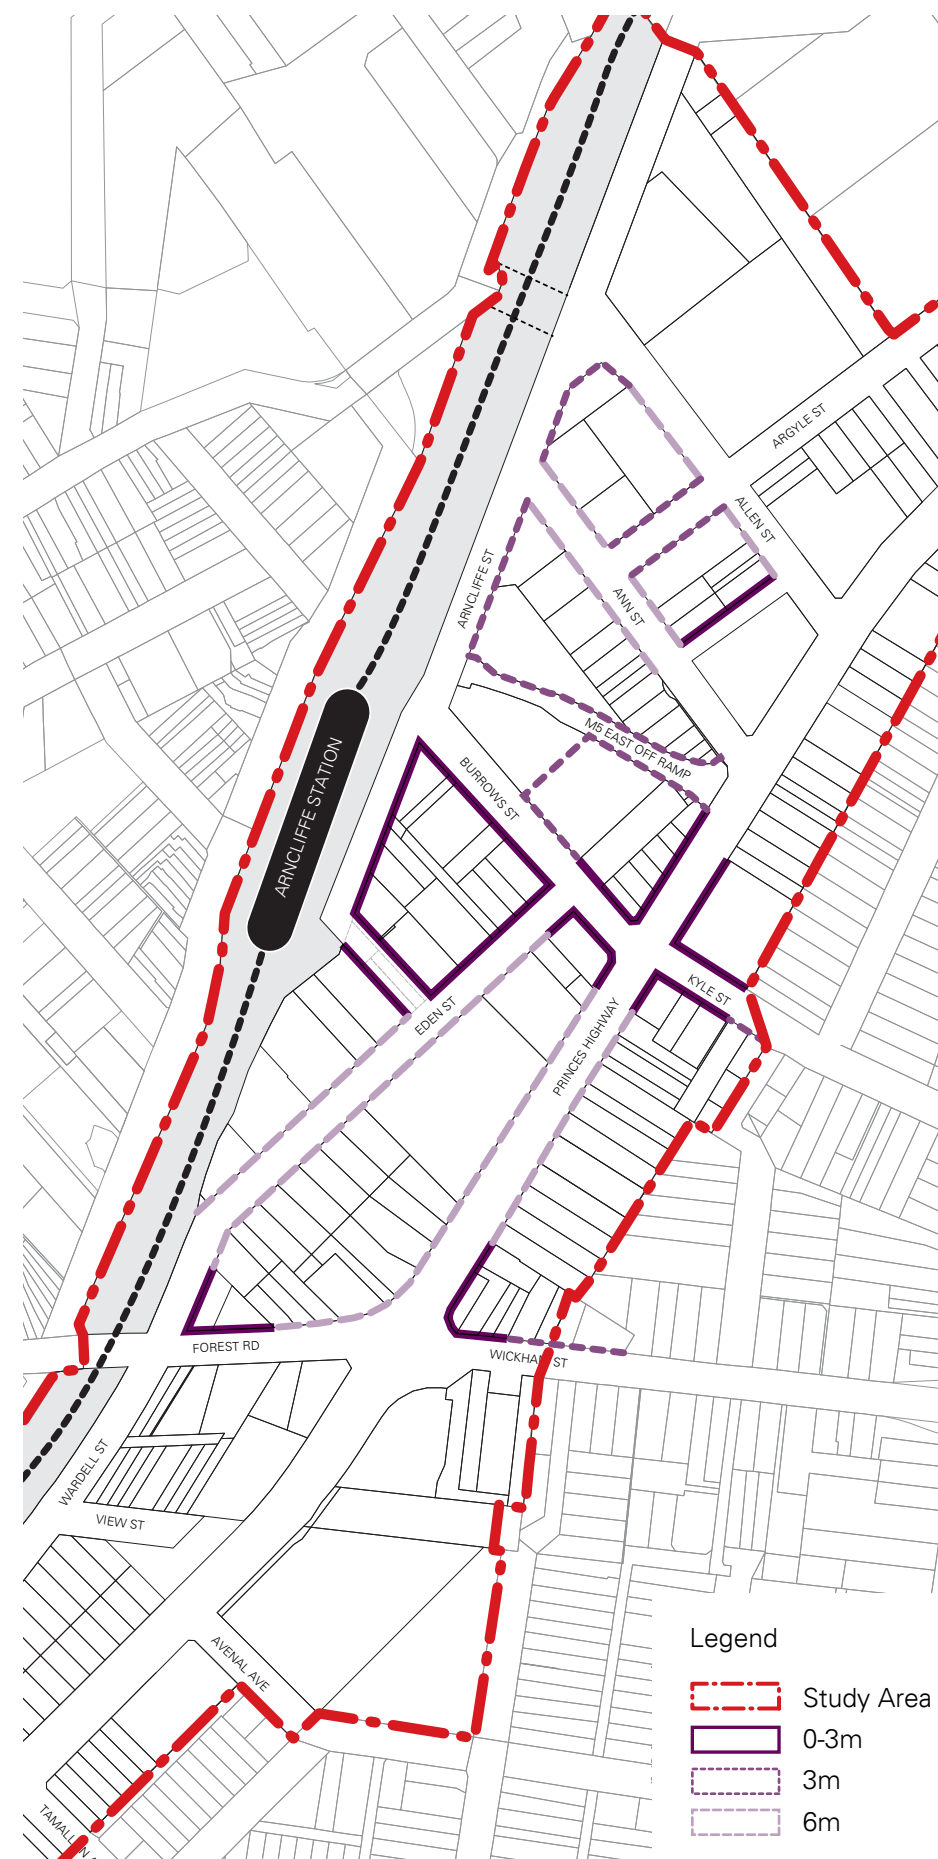 ARGYLE ST
ALLEN ST
ARNCLIFFE ST
ANN ST
M5 EAST OFF RAMP
BURROWS ST
ARNCLIFFE STATION
KYLE ST
EDEN ST
PRINCES HIGHWAY
FOREST RD
WICKHAM ST
WARDELL ST
VIEW ST
AVENAL AVE
Legend
Study Area
0-3m
3m
6m